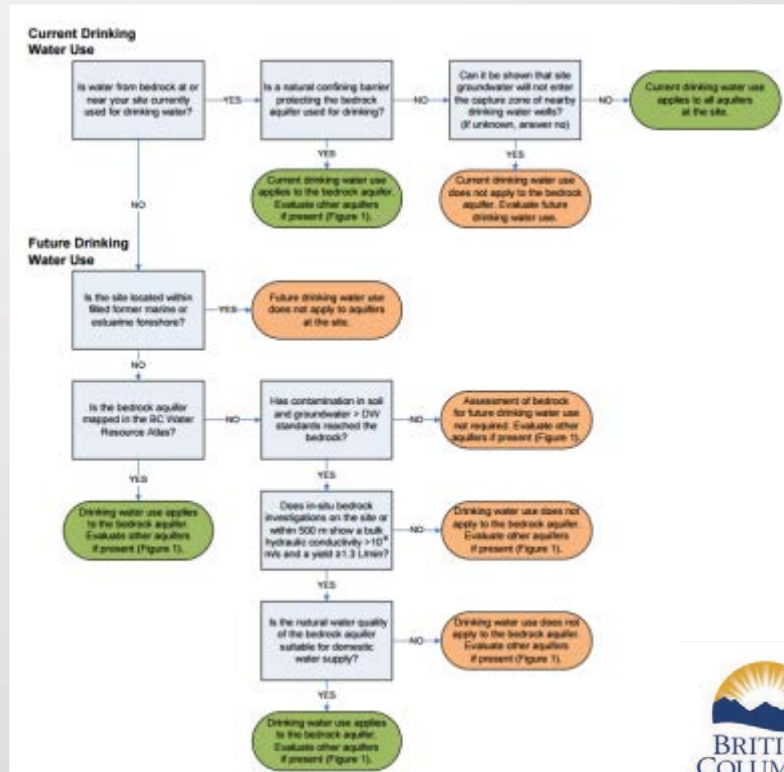 Current Drinking
Water Use
Is water from bedrock at or
near your site currently
used for drinking water?
YES
Is a natural confining barrier
protecting the bedrock
aquifer used for drinking?
NO
Can it be shown that site
groundwater will not enter
the capture zone of nearby
drinking water wells?
(If unknown, answer no)
NO
Current drinking water use
applies to all aquifers
at the site.
YES
YES
Current drinking water use
applies to the bedrock aquifer.
Evaluate other aquifers
if present (Figure 1).
Current drinking water use
does not apply to the bedrock
aquifer. Evaluate future
drinking water use.
NO
Future Drinking
Water Use
Is the site located within
filled former marine or
estuarine foreshore?
YES
Future drinking water use
does not apply to aquifers
at the site.
NO
Is the bedrock aquifer
mapped in the BC Water
Resource Atlas?
NO
Has contamination in soil
and groundwater > DW
standards reached the
bedrock?
NO
Assessment of bedrock
for future drinking water use
not required. Evaluate other
aquifers if present (Figure 1).
YES
YES
Drinking water use applies
to the bedrock aquifer.
Evaluate other aquifers
if present (Figure 1).
Does in-situ bedrock
investigations on the site or
within 500 m show a bulk
hydraulic conductivity
m/s and a yield ≥1.3 L/min?
NO
Drinking water use does not
apply to the bedrock aquifer.
Evaluate other aquifers
if present (Figure 1).
YES
Is the natural water quality
of the bedrock aquifer
suitable for domestic
water supply?
NO
Drinking water use does not
apply to the bedrock aquifer.
Evaluate other aquifers
if present (Figure 1).
YES
Drinking water use applies
to the bedrock aquifer.
Evaluate other aquifers
if present (Figure 1).
BRITI
COLUM